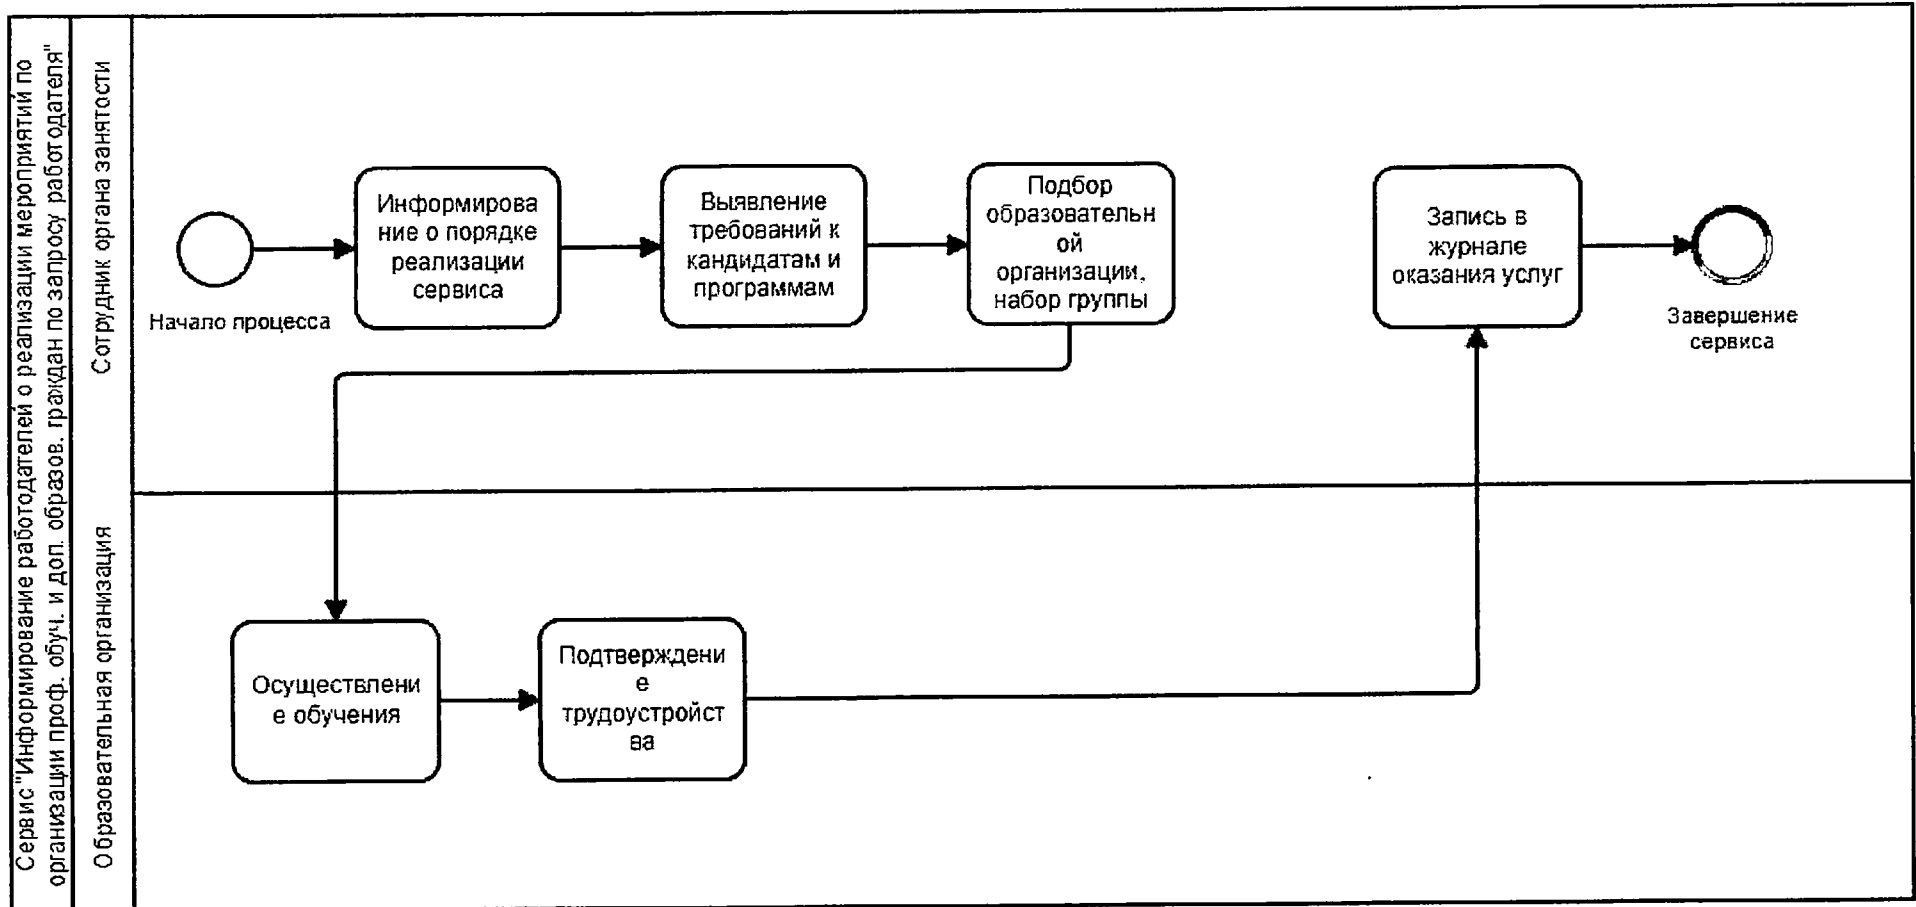 Сервис "Информирование работодателей о реализации мероприятий по
организации проф. обуч. и доп. образов. граждан по запросу работодателя"
Сотрудник органа занятости
Начало процесса
Информирова
ние о порядке
реализации
сервиса
Выявление
требований к
кандидатам и
программам
Подбор
образовательн
ой
организации,
набор группы
Запись в
журнале
оказания услуг
Завершение
сервиса
Образовательная организация
Осуществлени
е обучения
Подтверждени
е
трудоустройст
ва